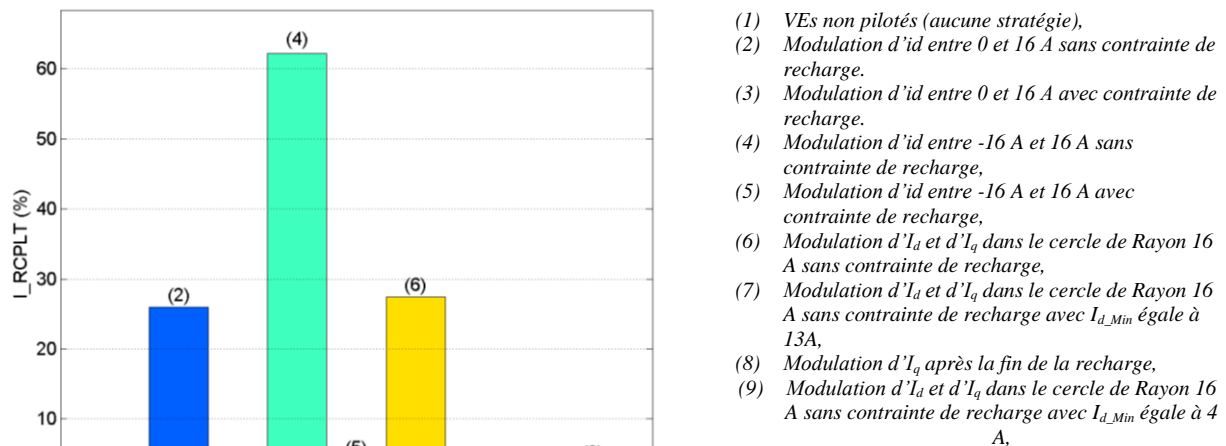 (4)
60
50
40
I_RCPLT (%)
30
(2)
(6)
20
10
(5)
(1) VEs non pilotés (aucune stratégie),
(2) Modulation d’id entre 0 et 16 A sans contrainte de
recharge.
(3) Modulation d’id entre 0 et 16 A avec contrainte de
recharge.
(4) Modulation d’id entre -16 A et 16 A sans
contrainte de recharge,
(5) Modulation d’id entre -16 A et 16 A avec
contrainte de recharge,
(6) Modulation d’Id et d’Iq dans le cercle de Rayon 16
A sans contrainte de recharge,
(7) Modulation d’Id et d’Iq dans le cercle de Rayon 16
A sans contrainte de recharge avec Id_Min égale à
13A,
(8) Modulation d’Iq après la fin de la recharge,
(9) Modulation d’Id et d’Iq dans le cercle de Rayon 16
A sans contrainte de recharge avec Id_Min égale à 4
A,